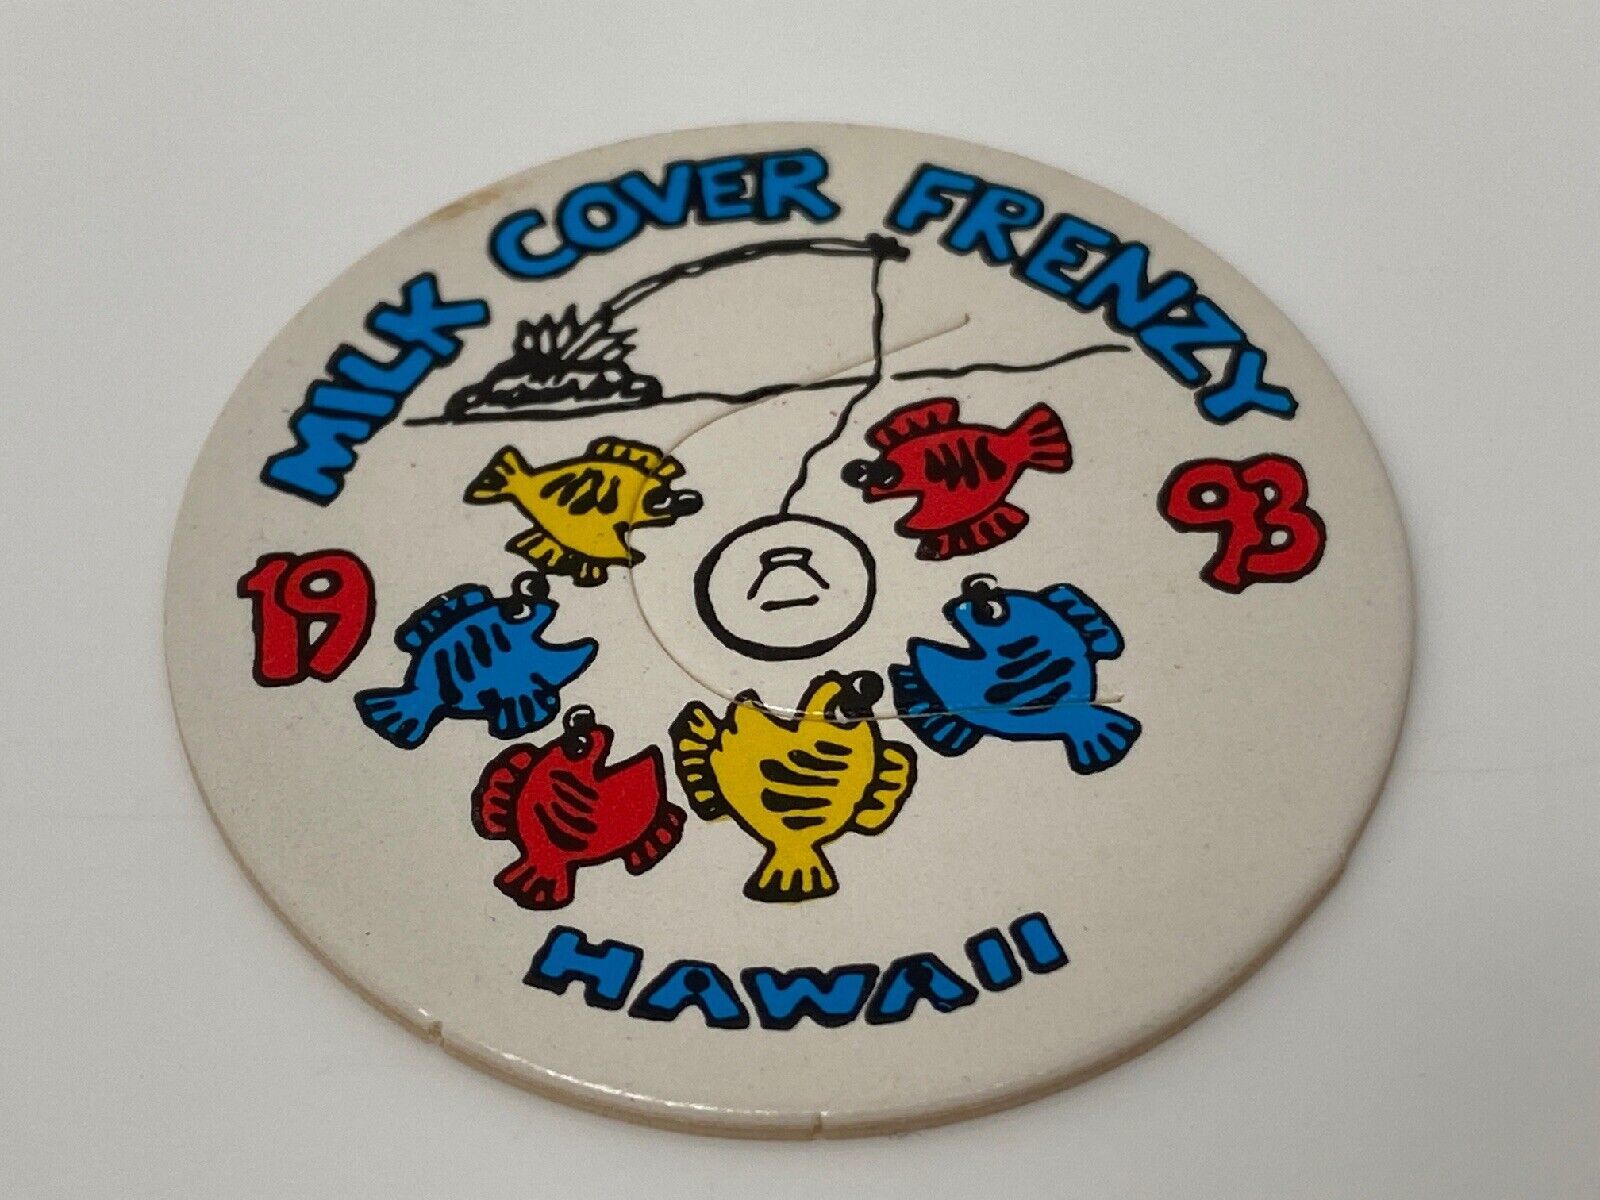 MILK COVER FRENZY
19 93
HAWAII